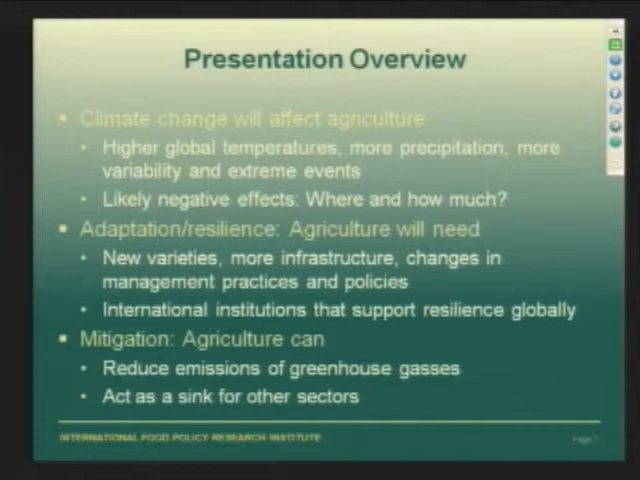 Presentation Overview
▪ Climate change will affect agriculture
• Higher global temperatures, more precipitation, more
variability and extreme events
• Likely negative effects: Where and how much?
▪ Adaptation/resilience: Agriculture will need
• New varieties, more infrastructure, changes in
management practices and policies
• International institutions that support resilience globally
▪ Mitigation: Agriculture can
• Reduce emissions of greenhouse gasses
• Act as a sink for other sectors
INTERNATIONAL FOOD POLICY RESEARCH INSTITUTE
Page